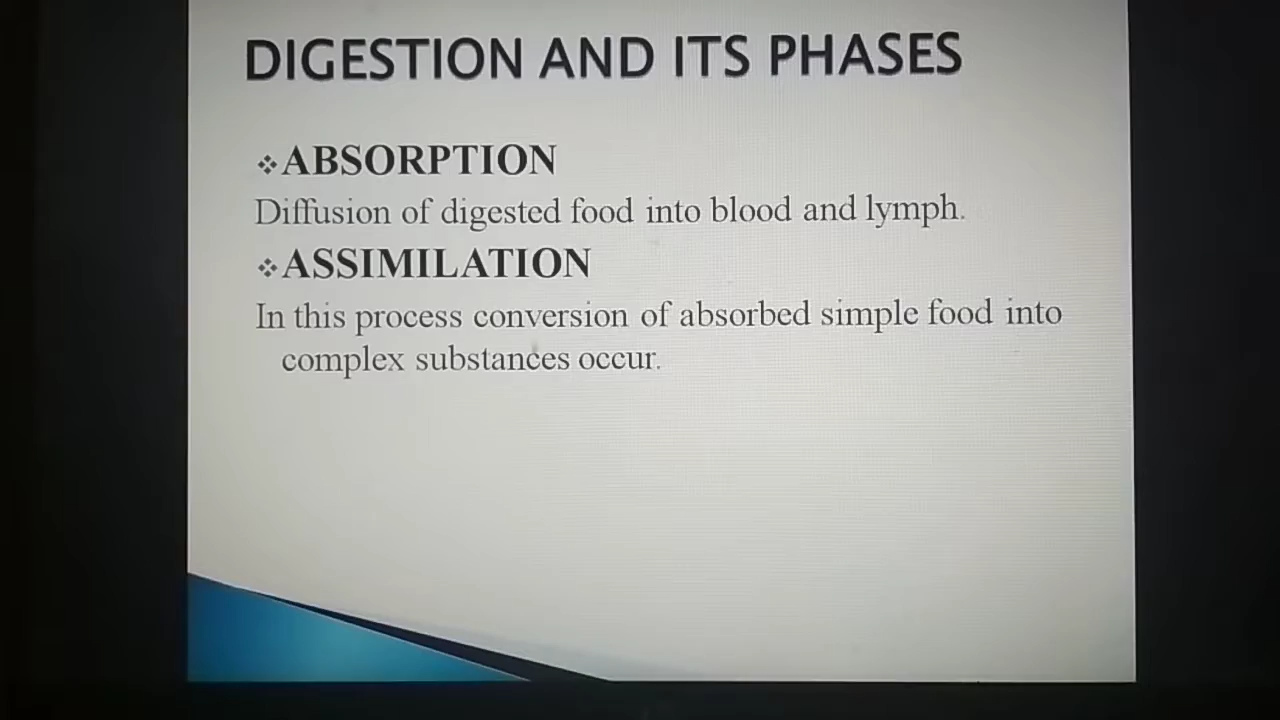 DIGESTION AND ITS PHASES
❖ABSORPTION
Diffusion of digested food into blood and lymph.
❖ASSIMILATION
In this process conversion of absorbed simple food into
complex substances occur.